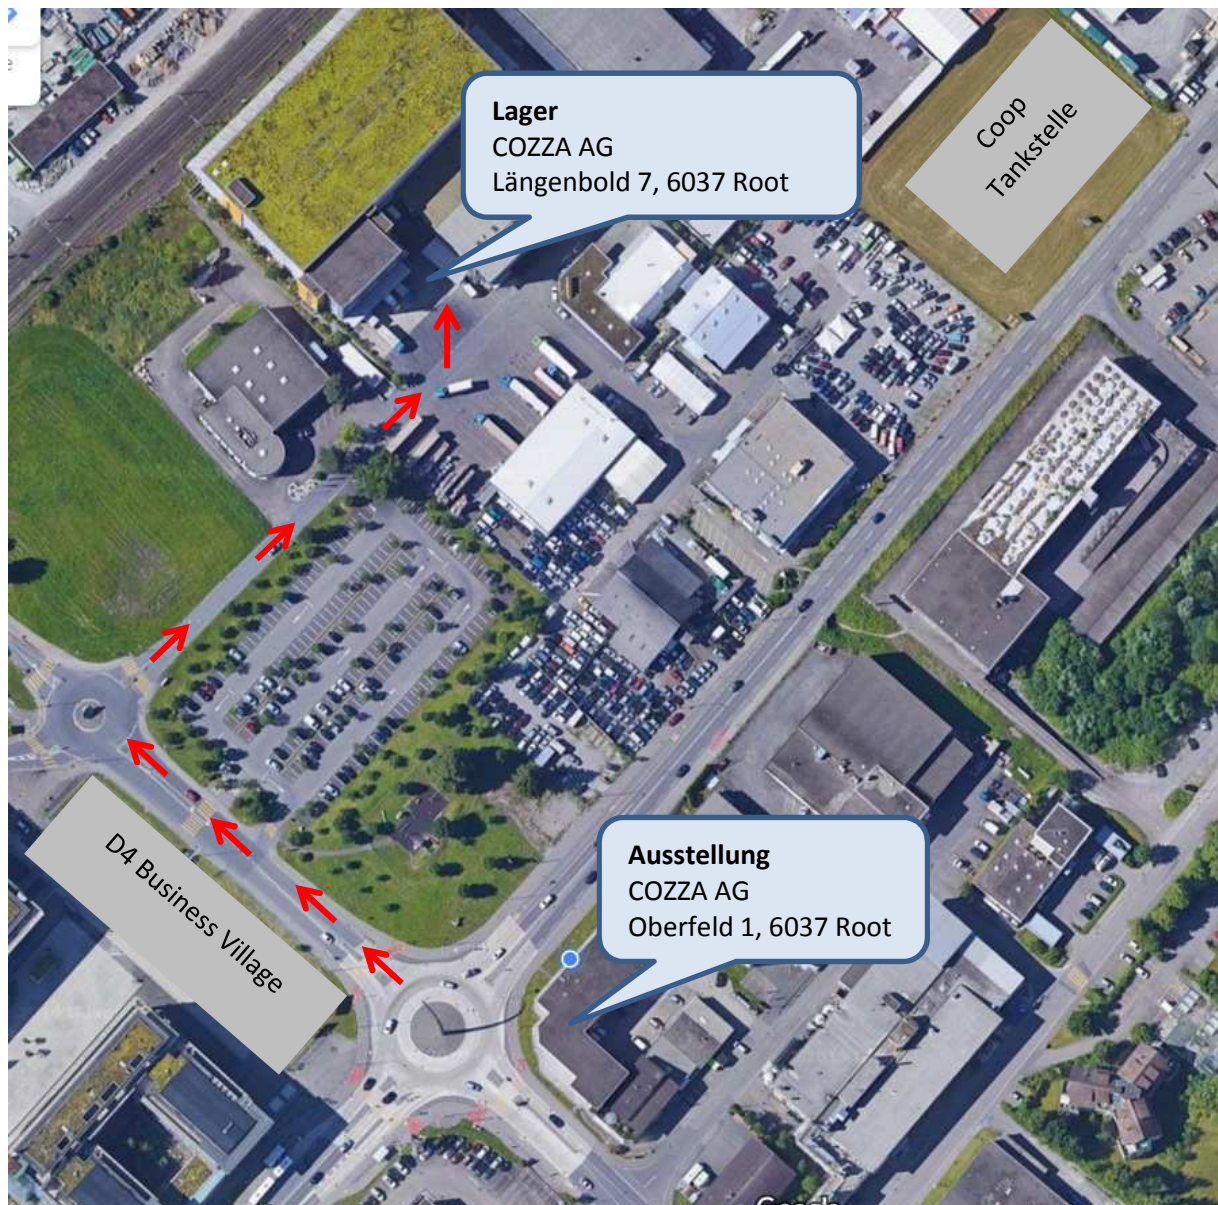 Lager
COZZA AG
Längenbold 7, 6037 Root
Coop
Tankstelle
Ausstellung
COZZA AG
Oberfeld 1, 6037 Root
D4 Business Village